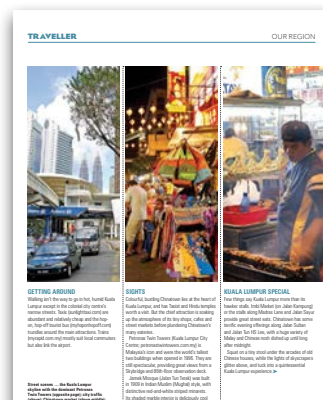 TRAVELLER
OUR REGION
GETTING AROUND
Walking isn't the way to go in hot, humid Kuala
Lumpur except in the colonial city centre's
narrow streets. Taxis (sunlighttaxi.com) are
abundant and relatively cheap and the hop-
on, hop-off tourist bus (myhoponhopoff.com)
trundles around the main attractions. Trains
(myrapid.com.my) mostly suit local commuters
but also link the airport.
Street scenes ... the Kuala Lumpur
skyline with the dominant Petronas
Twin Towers (opposite page); city traffic
SIGHTS
Colourful, bustling Chinatown lies at the heart of
Kuala Lumpur, and has Taoist and Hindu temples
worth a visit. But the chief attraction is soaking
up the atmosphere of its tiny shops, cafes and
street markets before plundering Chinatown's
many eateries.
Petronas Twin Towers (Kuala Lumpur City
Centre; petronastwintowers.com.my) is
Malaysia's icon and were the world's tallest
two buildings when opened in 1998. They are
still spectacular, providing great views from a
Skybridge and 86th-floor observation deck.
Jamek Mosque (Jalan Tun Perak) was built
in 1909 in Indian Muslim (Mughal) style, with
distinctive red-and-white striped minarets.
Its shaded marble interior is deliciously cool
KUALA LUMPUR SPECIAL
Few things say Kuala Lumpur more than its
hawker stalls. Indo Market (on Jalan Kampung)
or the stalls along Madras Lane and Jalan Sayur
provide great street eats. Chinatown has some
terrific evening offerings along Jalan Sultan
and Jalan Tun HS Lee, with a huge variety of
Malay and Chinese nosh dished up until long
after midnight.
Squat on a tiny stool under the arcades of old
Chinese houses, while the lights of skyscrapers
glitter above, and tuck into a quintessential
Kuala Lumpur experience.